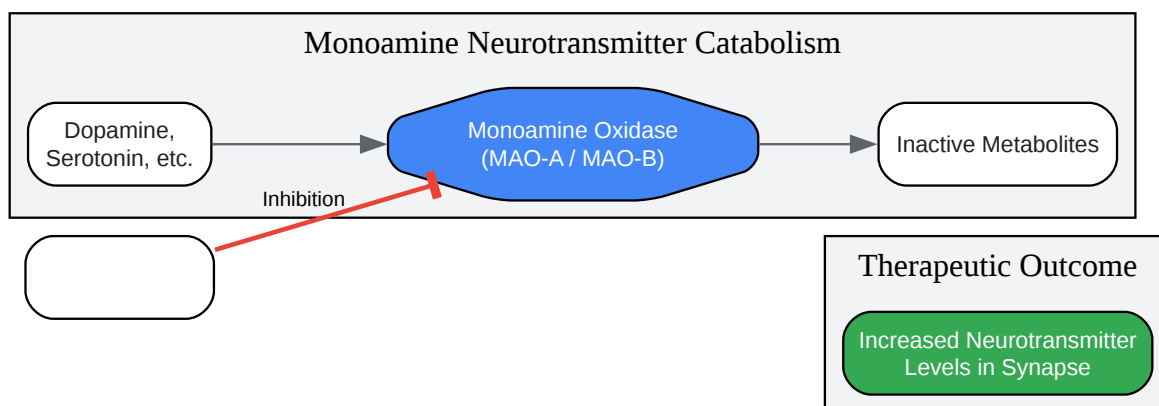 Monoamine Neurotransmitter Catabolism
Dopamine,
Serotonin, etc.
Monoamine Oxidase
(MAO-A / MAO-B)
Inactive Metabolites
Inhibition
Therapeutic Outcome
Increased Neurotransmitter
Levels in Synapse